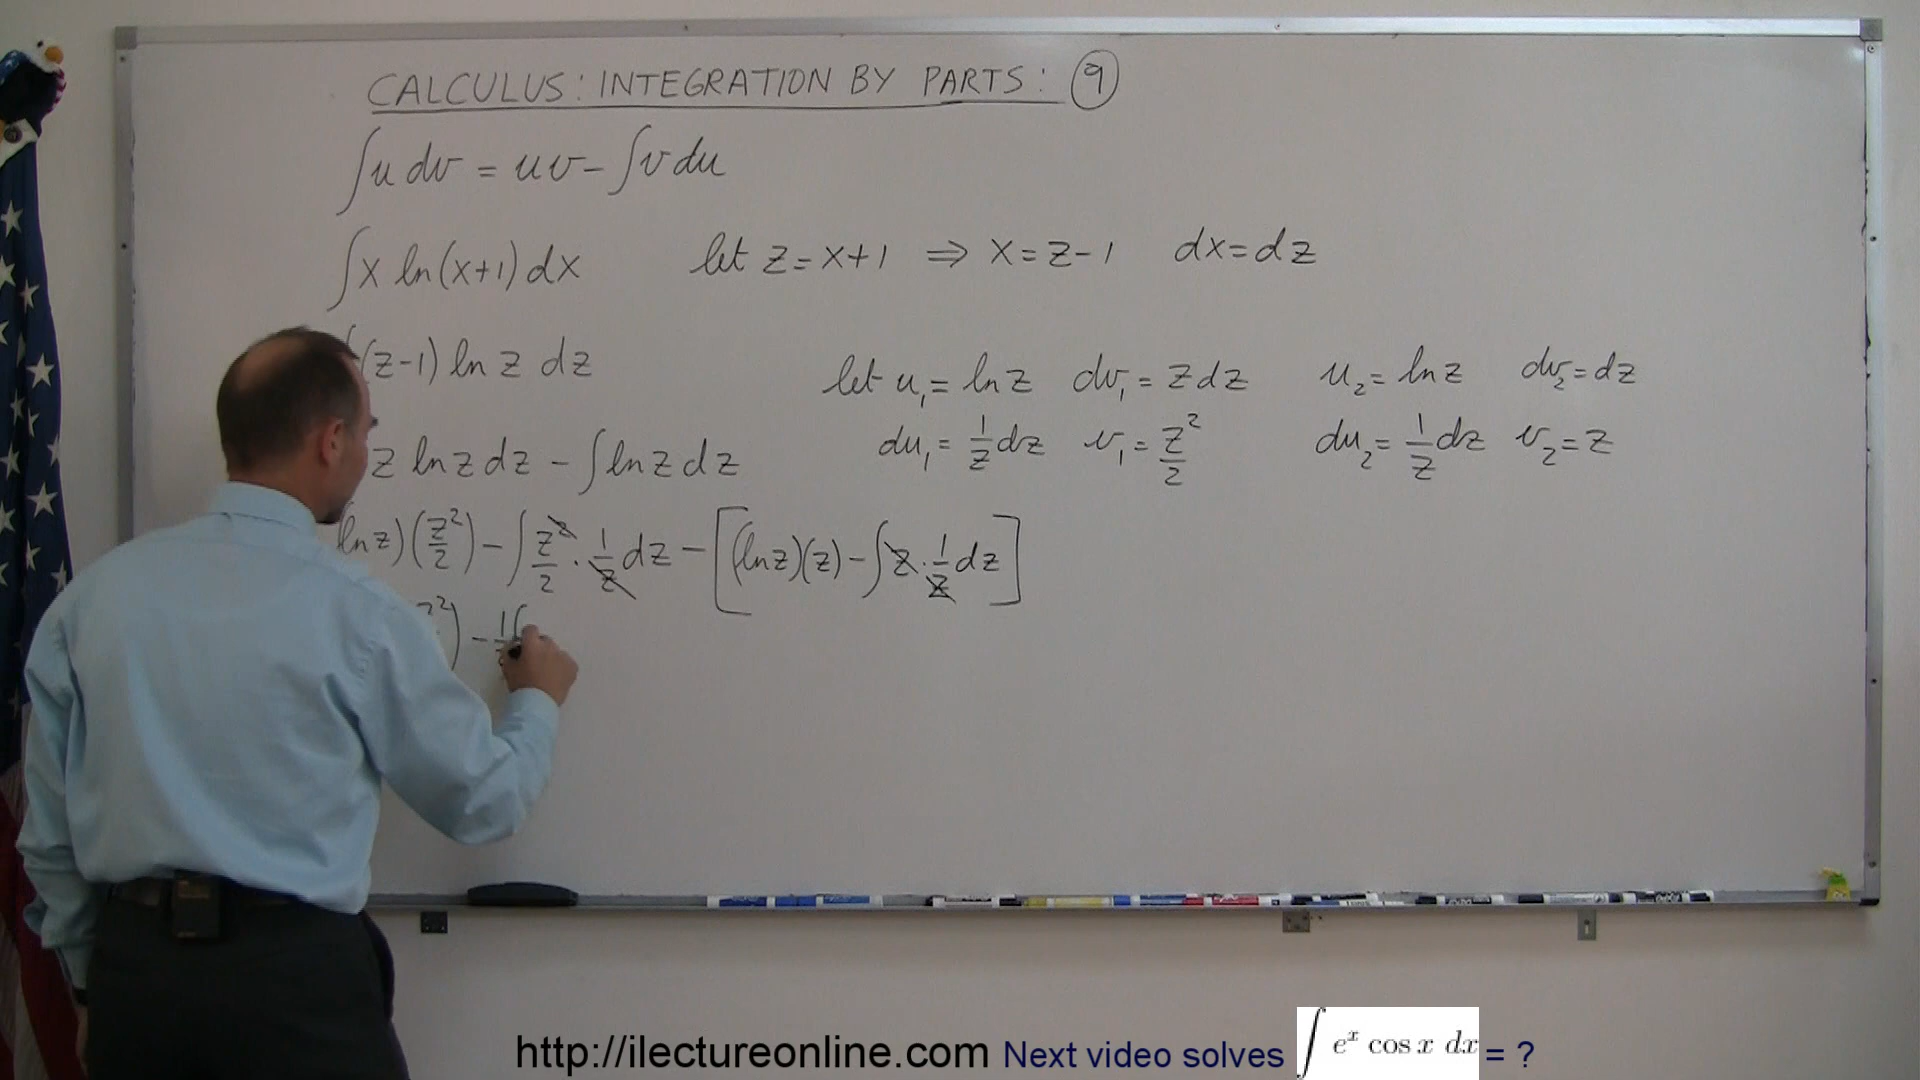 CALCULUS: INTEGRATION BY PARTS: 9
∫u dv = uv - ∫v du
∫x ln(x+1) dx let z = x+1 ⇒ x = z-1 dx = dz
∫(z-1) ln z dz let u₁ = ln z dv₁ = z dz u₂ = ln z dv₂ = dz
z ln z dz - ∫ln z dz du₁ = 1/z dz v₁ = z²/2 du₂ = 1/z dz v₂ = z
ln z)(z²/2) - ∫z²/2 · 1/z dz - [(ln z)(z) - ∫z · 1/z dz]
z²) - 1∫
http://ilectureonline.com Next video solves ∫ eˣ cos x dx = ?